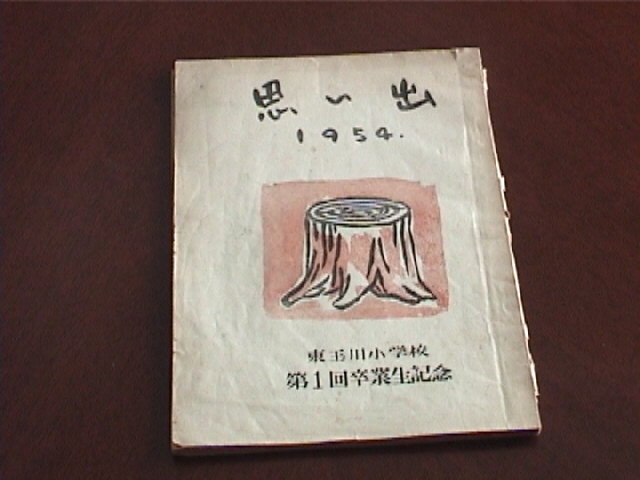 思い出
1954.
東玉川小学校
第1回卒業生記念